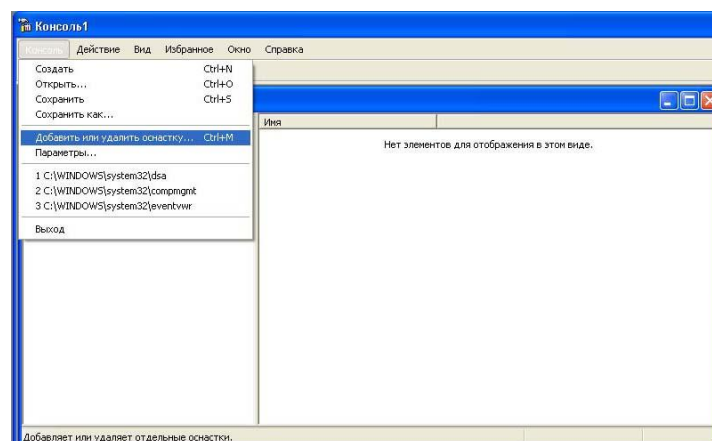 Консоль1
Консоль Действие Вид Избранное Окно Справка
Создать Ctrl+N
Открыть... Ctrl+O
Сохранить Ctrl+S
Сохранить как...
Добавить или удалить оснастку... Ctrl+M
Параметры...
1 C:\WINDOWS\system32\dsa
2 C:\WINDOWS\system32\compmgmt
3 C:\WINDOWS\system32\eventvwr
Выход
Имя
Нет элементов для отображения в этом виде.
Добавляет или удаляет отдельные оснастки.